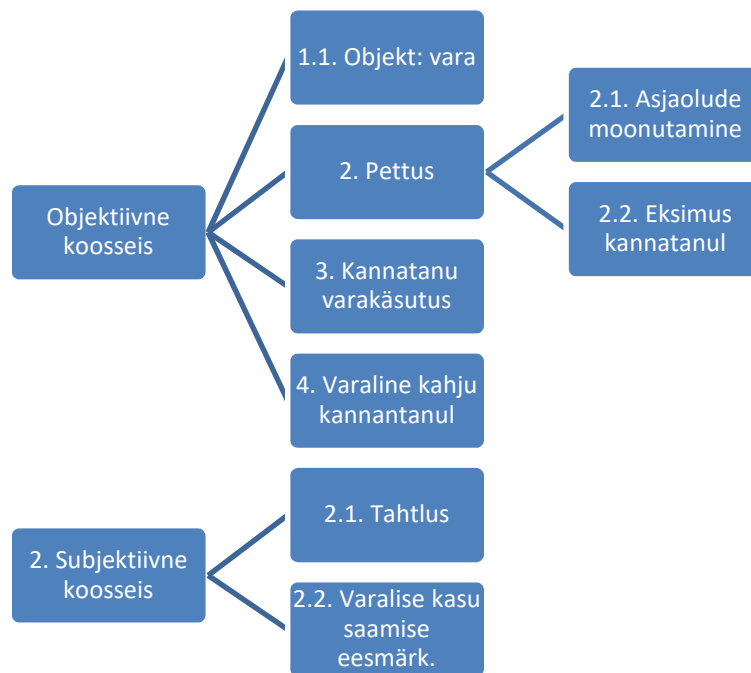 Objektiivne
koosseis
1.1. Objekt: vara
2. Pettus
2.1. Asjaolude
moonutamine
2.2. Eksimus
kannatanul
3. Kannatanu
varakäsutus
4. Varaline kahju
kannantanul
2. Subjektiivne
koosseis
2.1. Tahtlus
2.2. Varalise kasu
saamise
eesmärk.